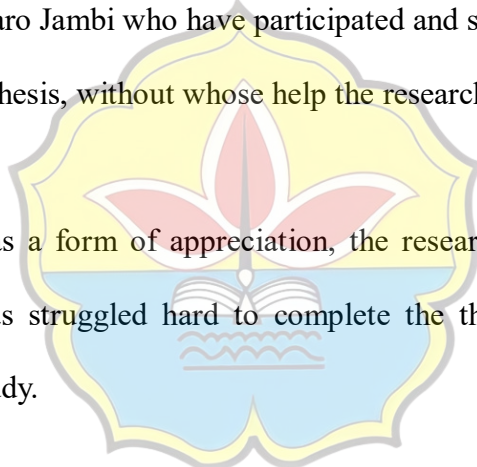 aro Jambi who have participated and s
hesis, without whose help the research
s a form of appreciation, the resear
s struggled hard to complete the th
dy.